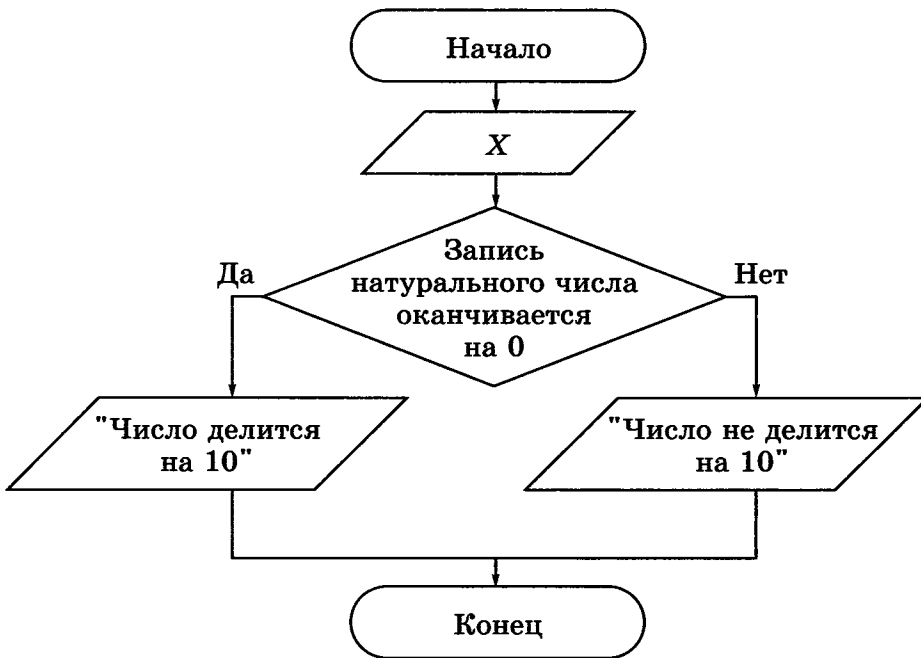 Начало
X
Запись
натурального числа
оканчивается
на 0
Да
Нет
"Число делится
на 10"
"Число не делится
на 10"
Конец